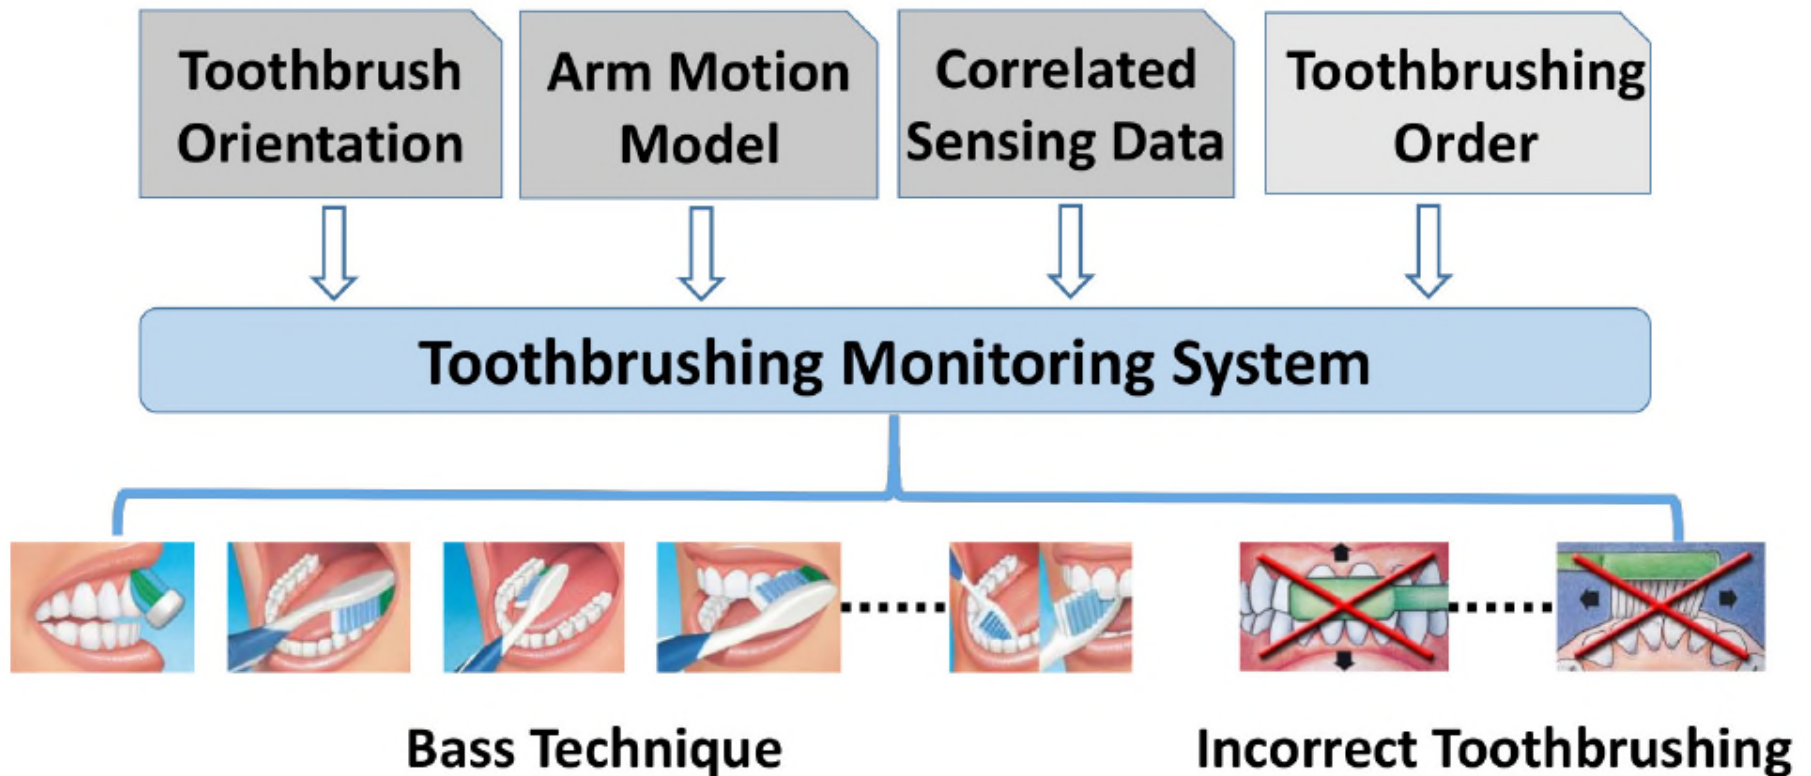 Toothbrush
Orientation
Arm Motion
Model
Correlated
Sensing Data
Toothbrushing
Order
Toothbrushing Monitoring System
Bass Technique
Incorrect Toothbrushing